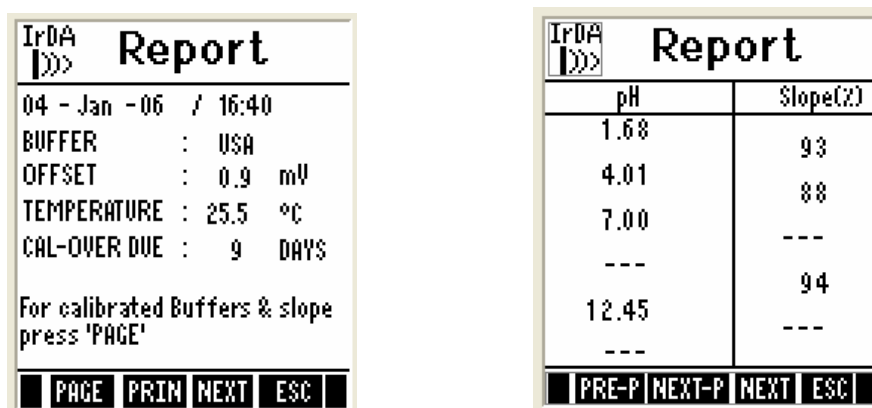 IrDA
Report
04 - Jan - 06 / 16:40
BUFFER : USA
OFFSET : 0.9 mV
TEMPERATURE : 25.5 ºC
CAL-OVER DUE : 9 DAYS
For calibrated Buffers & slope
press 'PAGE'
PAGE PRIN NEXT ESC
IrDA
Report
pH Slope(%)
1.68
93
4.01
88
7.00
---
---
94
12.45
---
---
PRE-P NEXT-P NEXT ESC